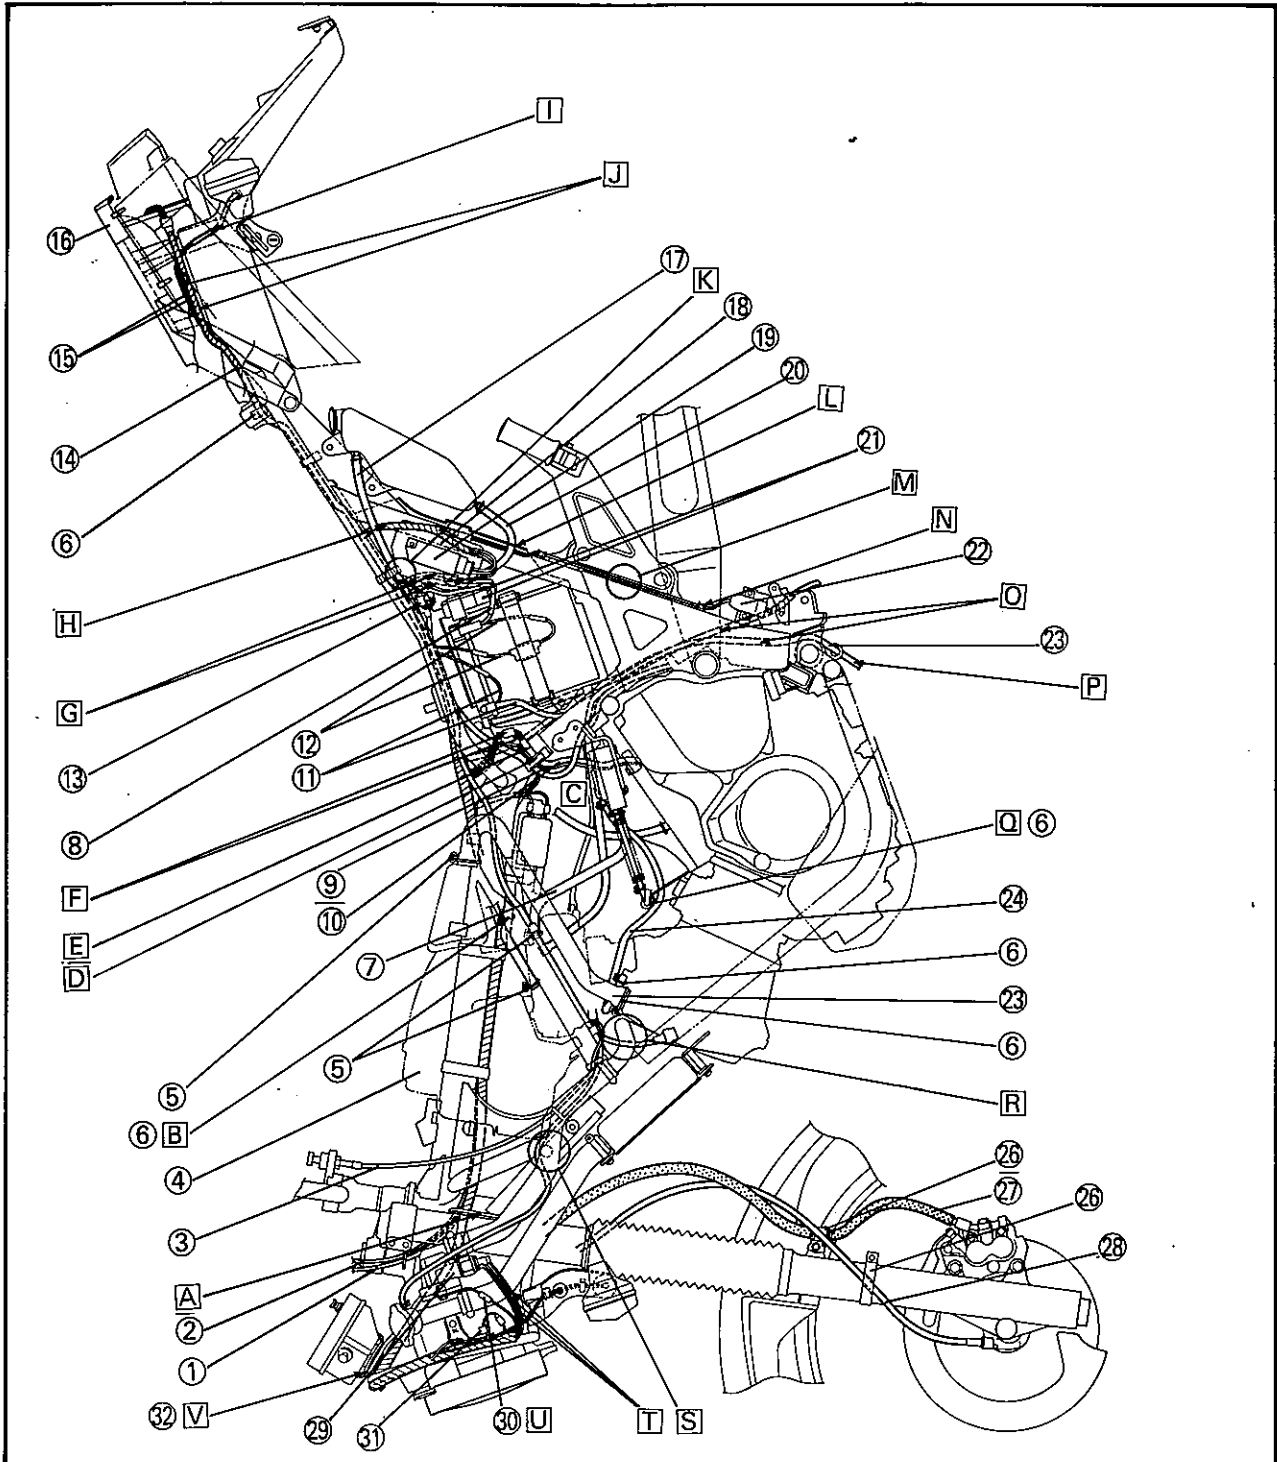 I
J
⑯
⑰
K
⑱
⑲
⑳
L
㉑
M
⑮
⑭
⑥
N
㉒
O
㉓
P
H
G
⑬
⑫
⑪
⑧
C
Q ⑥
F
⑨
⑩
㉔
E
D
⑦
⑥
㉓
⑤
⑥
⑤
R
⑥ B
④
㉖
㉗
㉖
③
㉘
A
②
①
㉜ V
㉙
㉛
㉚ U
T
S